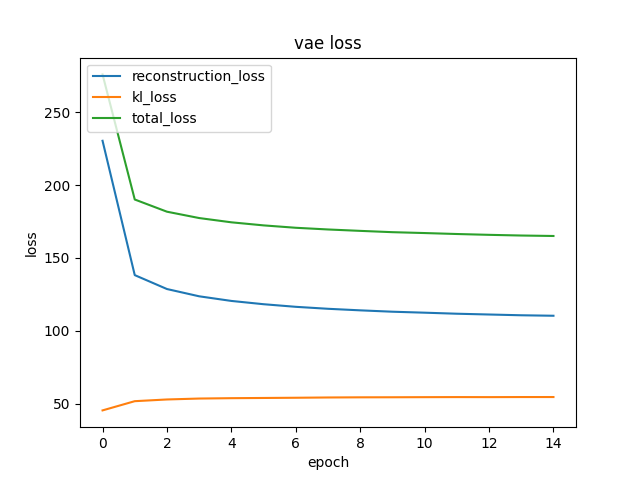 vae loss
reconstruction_loss
kl_loss
total_loss
250
200
150
100
50
loss
0 2 4 6 8 10 12 14
epoch